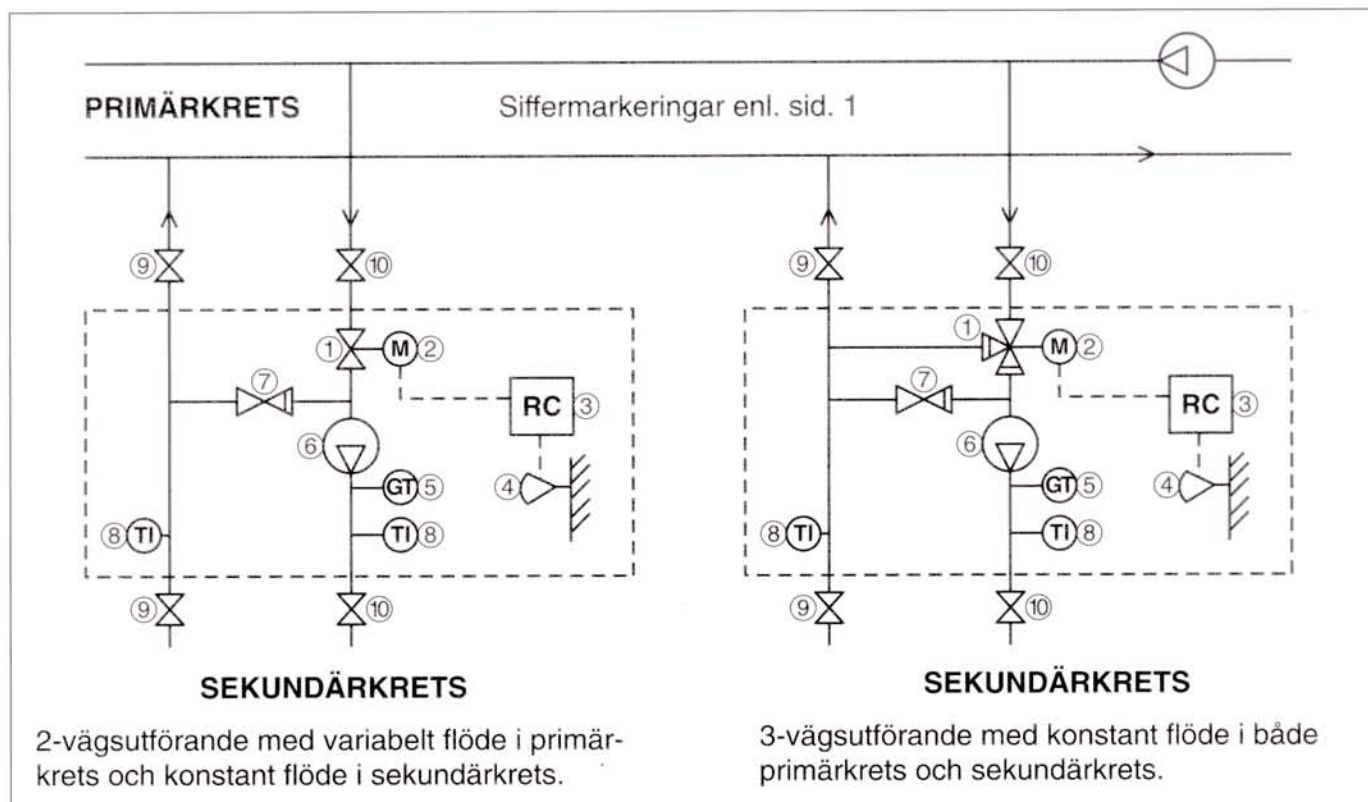 PRIMÄRKRETS
Siffermarkeringar enl. sid. 1
⑨ ⑩ ⑨ ⑩
① M ② ① M ②
⑦ RC ③ ⑦ RC ③
⑥ ⑥
④ GT ⑤ ④ GT ⑤
⑧ TI TI ⑧ ⑧ TI TI ⑧
⑨ ⑩ ⑨ ⑩
SEKUNDÄRKRETS
2-vägsutförande med variabelt flöde i primär-
krets och konstant flöde i sekundärkrets.
SEKUNDÄRKRETS
3-vägsutförande med konstant flöde i både
primärkrets och sekundärkrets.